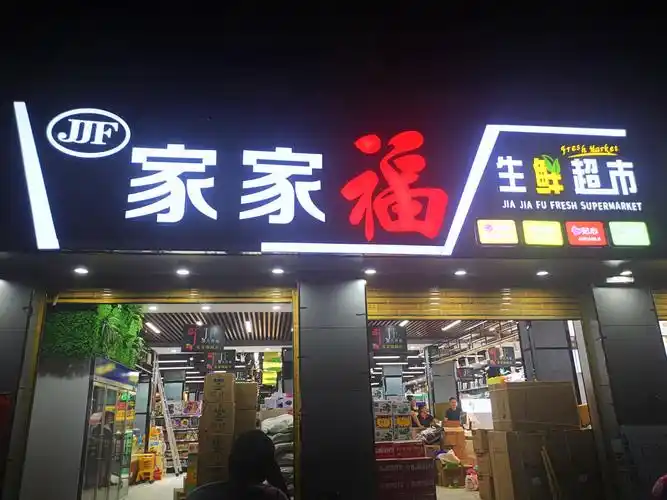 JJF
家家福
Fresh Market
生鲜超市
JIA JIA FU FRESH SUPERMARKET